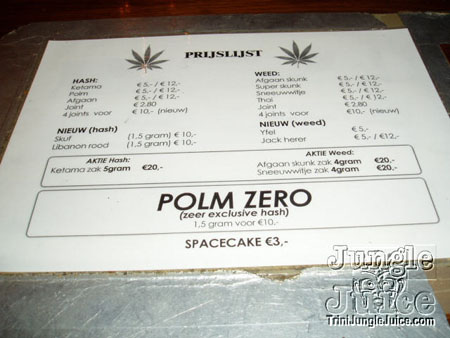 PRIJSLIJST
HASH:
Ketama € 5,- / € 12,-
Polm € 5,- / € 12,-
Afgaan € 5,- / € 12,-
Joint € 2.80
4 joints voor € 10,- (nieuw)
NIEUW (hash)
Skuf (1,5 gram) € 10,-
Libanon rood (1,5 gram) € 10,-
WEED:
Afgaan skunk € 5,- / € 12,-
Super skunk € 5,- / € 12,-
Sneeuwwitje € 5,- / € 12,-
Thai € 5,- / € 12,-
Joint € 2.80
4 joints voor € 10,- (nieuw)
NIEUW (weed)
Yfel € 5,-
Jack herer € 5,- / €12,-
AKTIE Hash:
Ketama zak 5gram €20,-
AKTIE Weed:
Afgaan skunk zak 4gram €20,-
Sneeuwwitje zak 4gram €20,-
POLM ZERO
(zeer exclusive hash)
1,5 gram voor €10,-
SPACECAKE €3,-
Jungle
Juice
TriniJungleJuice.com